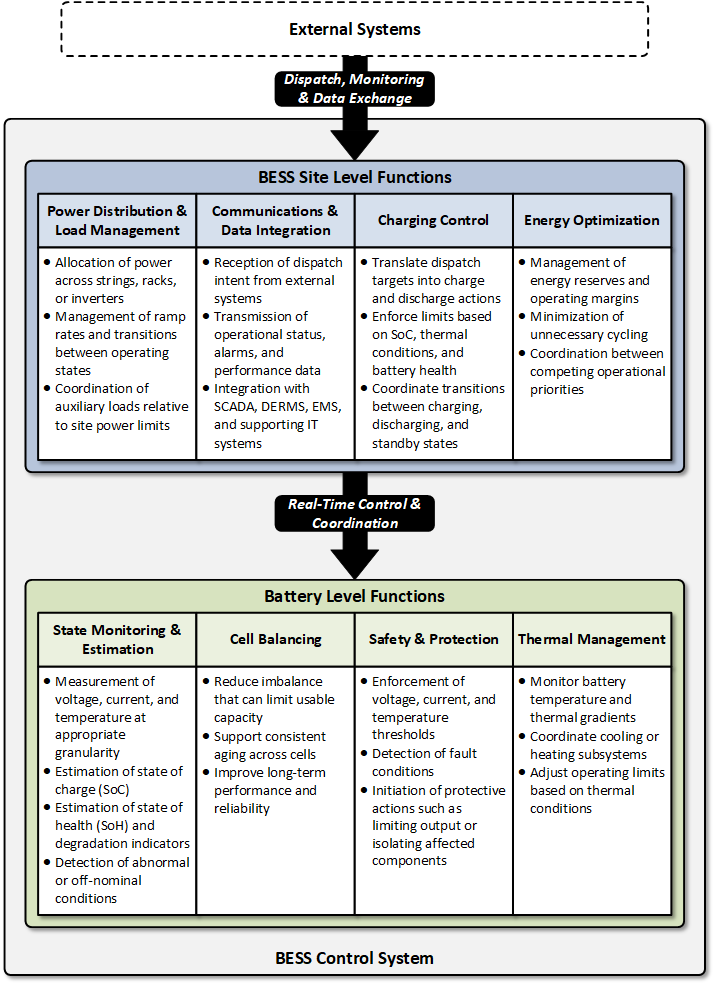 External Systems
Dispatch, Monitoring
& Data Exchange
BESS Site Level Functions
Power Distribution &
Load Management
• Allocation of power
across strings, racks,
or inverters
• Management of ramp
rates and transitions
between operating
states
• Coordination of
auxiliary loads relative
to site power limits
Communications &
Data Integration
• Reception of dispatch
intent from external
systems
• Transmission of
operational status,
alarms, and
performance data
• Integration with
SCADA, DERMS, EMS,
and supporting IT
systems
Charging Control
• Translate dispatch
targets into charge
and discharge actions
• Enforce limits based
on SoC, thermal
conditions, and
battery health
• Coordinate transitions
between charging,
discharging, and
standby states
Energy Optimization
• Management of
energy reserves and
operating margins
• Minimization of
unnecessary cycling
• Coordination between
competing operational
priorities
Real-Time Control &
Coordination
Battery Level Functions
State Monitoring &
Estimation
• Measurement of
voltage, current, and
temperature at
appropriate
granularity
• Estimation of state of
charge (SoC)
• Estimation of state of
health (SoH) and
degradation indicators
• Detection of abnormal
or off-nominal
conditions
Cell Balancing
• Reduce imbalance
that can limit usable
capacity
• Support consistent
aging across cells
• Improve long-term
performance and
reliability
Safety & Protection
• Enforcement of
voltage, current, and
temperature
thresholds
• Detection of fault
conditions
• Initiation of protective
actions such as
limiting output or
isolating affected
components
Thermal Management
• Monitor battery
temperature and
thermal gradients
• Coordinate cooling or
heating subsystems
• Adjust operating limits
based on thermal
conditions
BESS Control System